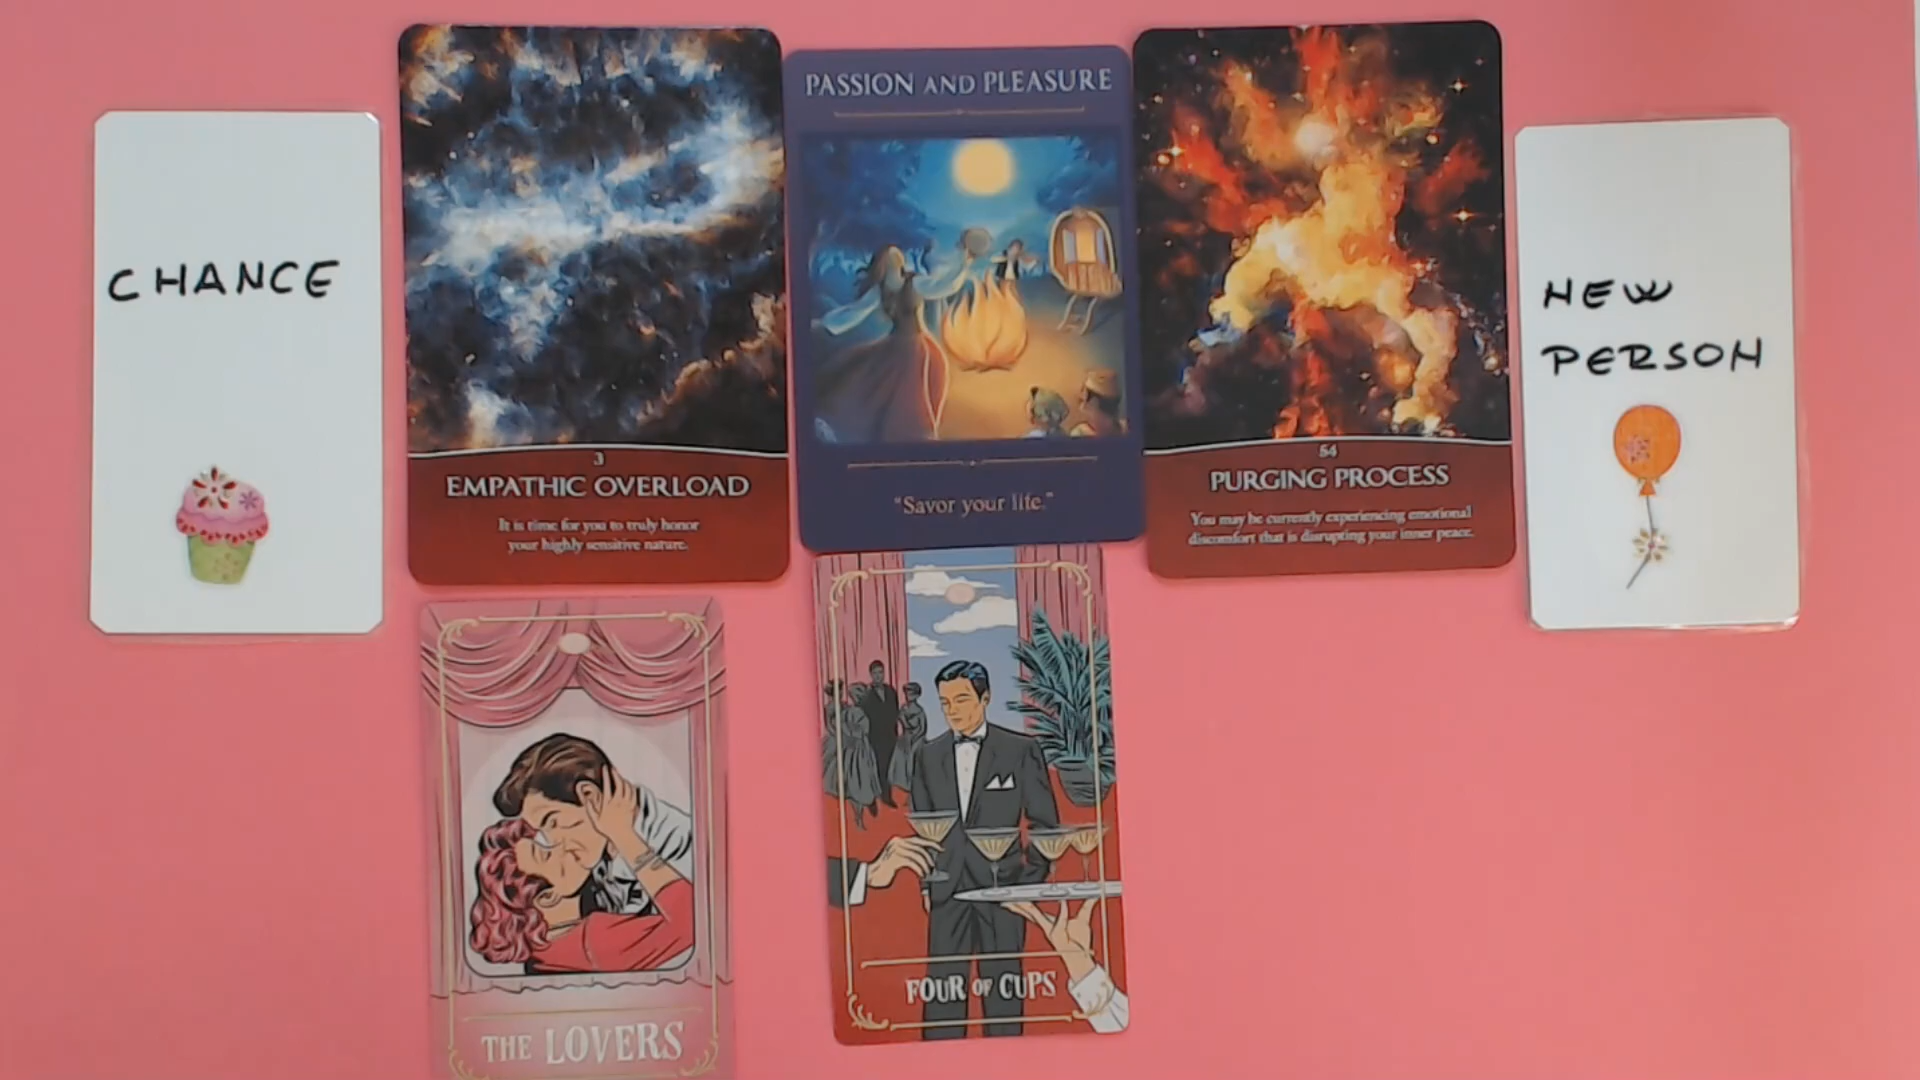 CHANCE
3
EMPATHIC OVERLOAD
It is time for you to truly honor
your highly sensitive nature.
PASSION AND PLEASURE
"Savor your life."
54
PURGING PROCESS
You may be currently experiencing emotional
discomfort that is disrupting your inner peace.
NEW
PERSON
THE LOVERS
FOUR OF CUPS